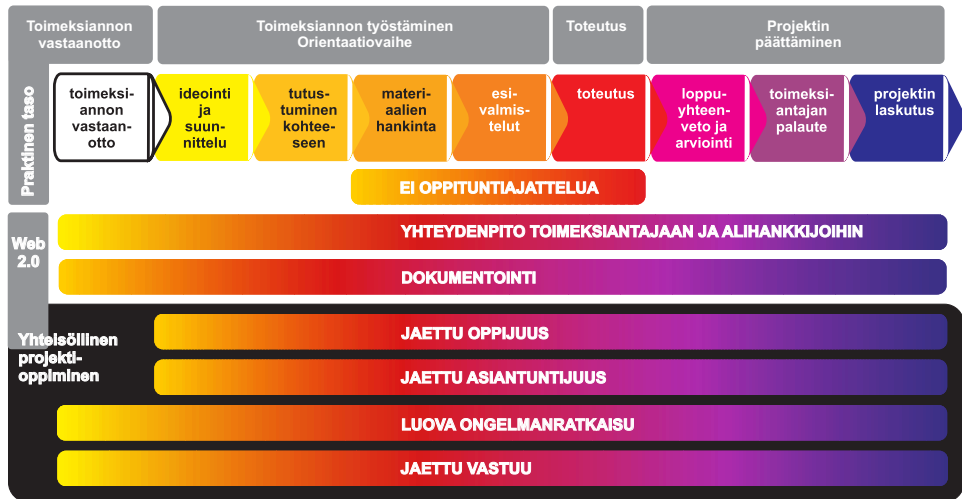 Toimeksiannon
vastaanotto
Toimeksiannon työstäminen
Orientaatiovaihe
Toteutus
Projektin
päättäminen
Praktinen taso
toimeksi-
annon
vastaan-
otto
ideointi
ja
suun-
nittelu
tutus-
tuminen
kohtee-
seen
materi-
aalien
hankinta
esi-
valmis-
telut
toteutus
loppu-
yhteen-
veto ja
arviointi
toimeksi-
antajan
palaute
projektin
laskutus
EI OPPITUNTIAJATTELUA
Web
2.0
YHTEYDENPITO TOIMEKSIANTAJAAN JA ALIHANKKIJOIHIN
DOKUMENTOINTI
Yhteisöllinen
projekti-
oppiminen
JAETTU OPPIJUUS
JAETTU ASIANTUNTIJUUS
LUOVA ONGELMANRATKAISU
JAETTU VASTUU